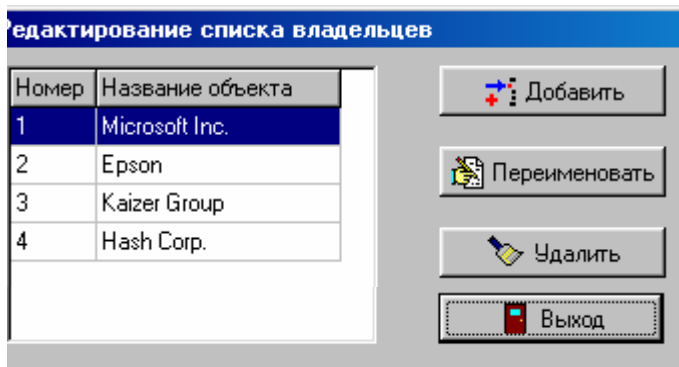 Редактирование списка владельцев
Номер Название объекта
1 Microsoft Inc.
2 Epson
3 Kaizer Group
4 Hash Corp.
Добавить
Переименовать
Удалить
Выход